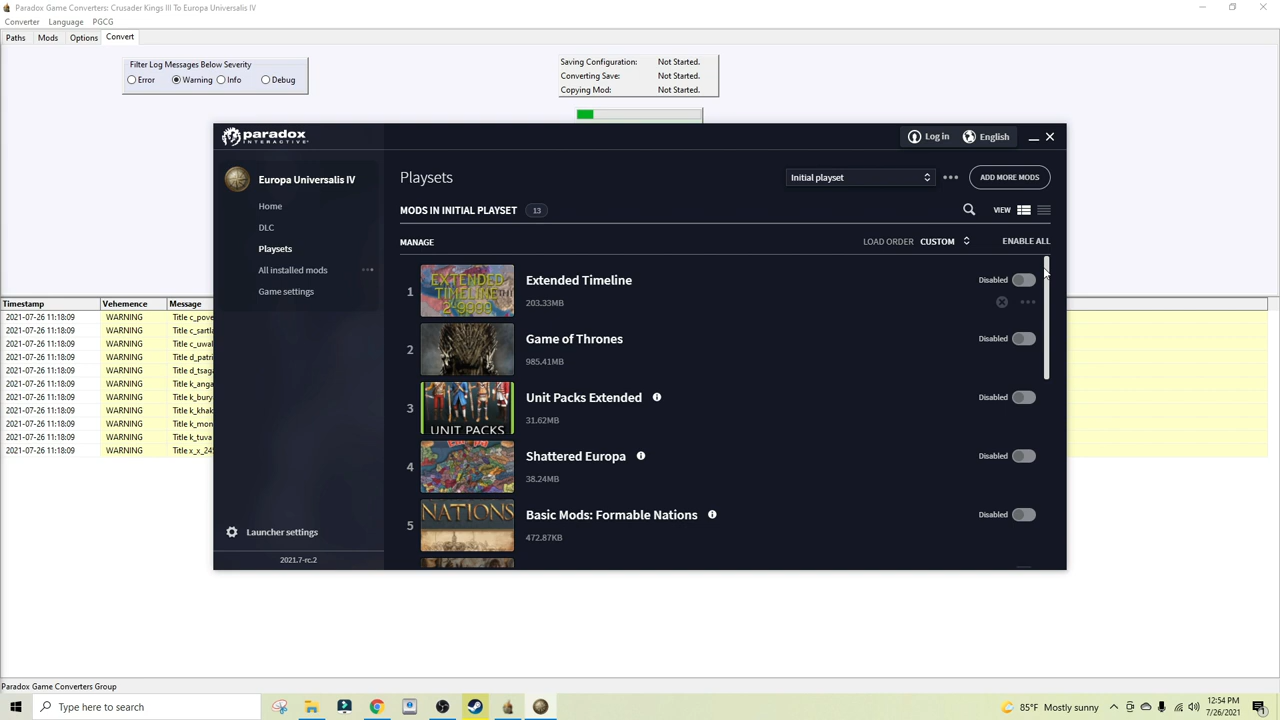 Paradox Game Converters: Crusader Kings III To Europa Universalis IV
Converter Language PGCG
Paths Mods Options Convert
Filter Log Messages Below Severity
Error Warning Info Debug
Saving Configuration: Not Started.
Converting Save: Not Started.
Copying Mod: Not Started.
paradox
INTERACTIVE
Log in English
Europa Universalis IV
Home
DLC
Playsets
All installed mods
Game settings
Launcher settings
2021.7-rc.2
Playsets
Initial playset
ADD MORE MODS
MODS IN INITIAL PLAYSET 13
VIEW
MANAGE
LOAD ORDER CUSTOM
ENABLE ALL
1
EXTENDED
TIMELINE
2-9999
Extended Timeline
203.33MB
Disabled
2
Game of Thrones
985.41MB
Disabled
3
UNIT PACKS
Unit Packs Extended
31.62MB
Disabled
4
Shattered Europa
38.24MB
Disabled
5
NATIONS
Basic Mods: Formable Nations
472.87KB
Disabled
Timestamp Vehemence Message
2021-07-26 11:18:09 WARNING Title c_pove
2021-07-26 11:18:09 WARNING Title c_sartl
2021-07-26 11:18:09 WARNING Title c_uwal
2021-07-26 11:18:09 WARNING Title d_patri
2021-07-26 11:18:09 WARNING Title d_tsag
2021-07-26 11:18:09 WARNING Title k_anga
2021-07-26 11:18:09 WARNING Title k_bury
2021-07-26 11:18:09 WARNING Title k_khak
2021-07-26 11:18:09 WARNING Title k_mon
2021-07-26 11:18:09 WARNING Title k_tuva
2021-07-26 11:18:09 WARNING Title x_x_24
Paradox Game Converters Group
Type here to search
85°F Mostly sunny
12:54 PM
7/26/2021